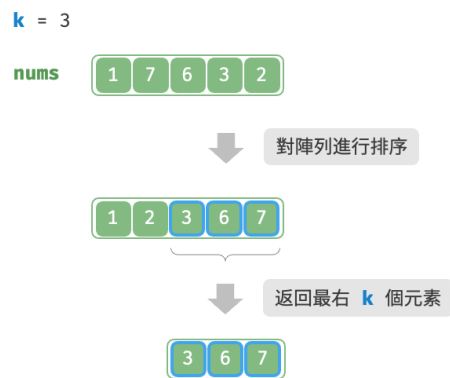 k = 3
nums
1 7 6 3 2
對陣列進行排序
1 2 3 6 7
返回最右 k 個元素
3 6 7